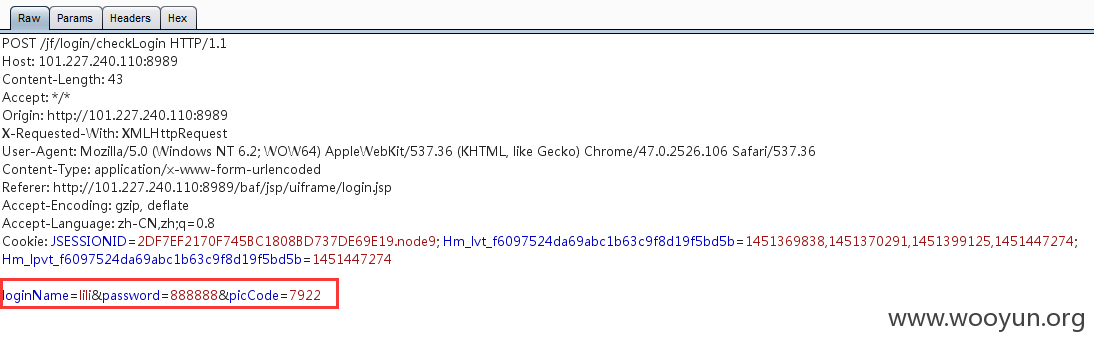 Raw Params Headers Hex
POST /jf/login/checkLogin HTTP/1.1
Host: 101.227.240.110:8989
Content-Length: 43
Accept: */*
Origin: http://101.227.240.110:8989
X-Requested-With: XMLHttpRequest
User-Agent: Mozilla/5.0 (Windows NT 6.2; WOW64) AppleWebKit/537.36 (KHTML, like Gecko) Chrome/47.0.2526.106 Safari/537.36
Content-Type: application/x-www-form-urlencoded
Referer: http://101.227.240.110:8989/baf/jsp/uiframe/login.jsp
Accept-Encoding: gzip, deflate
Accept-Language: zh-CN,zh;q=0.8
Cookie: JSESSIONID=2DF7EF2170F745BC1808BD737DE69E19.node9; Hm_lvt_f6097524da69abc1b63c9f8d19f5bd5b=1451369838,1451370291,1451399125,1451447274;
Hm_lpvt_f6097524da69abc1b63c9f8d19f5bd5b=1451447274
loginName=lili&password=888888&picCode=7922
www.wooyun.org